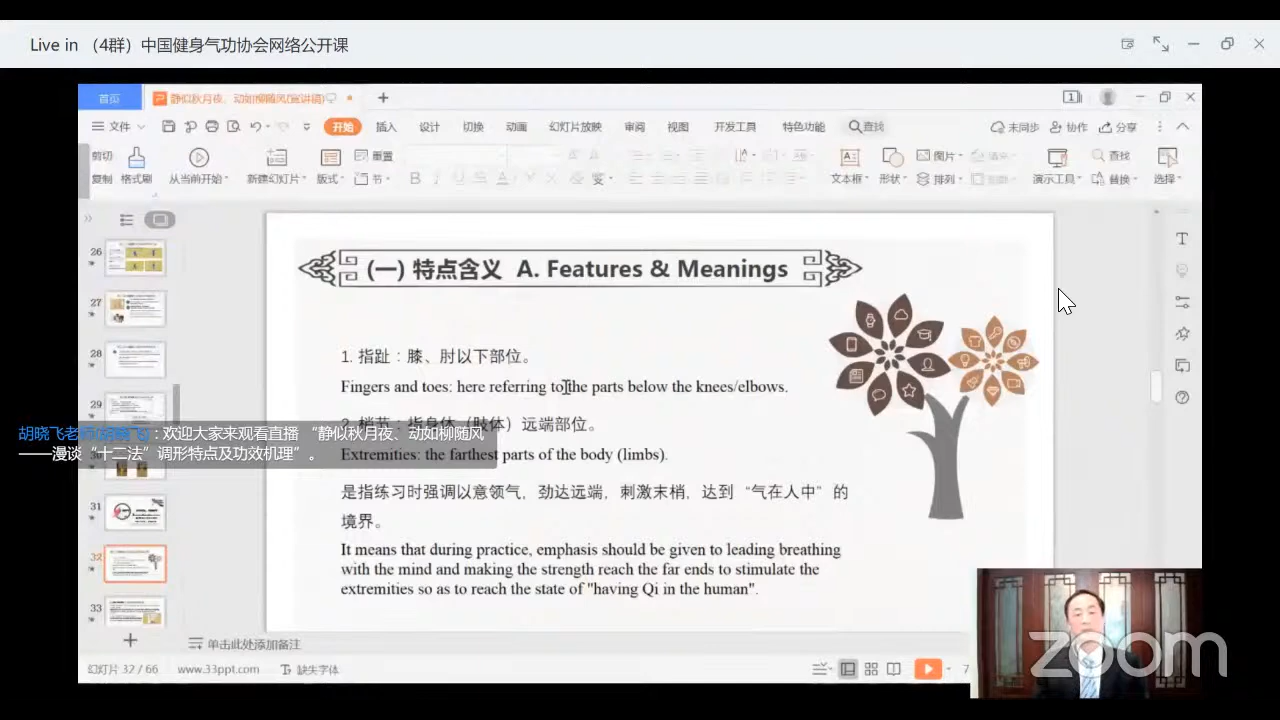 Live in （4群）中国健身气功协会网络公开课
首页
静似秋月夜、动如柳随风(宣讲稿)
文件
开始
插入
设计
切换
动画
幻灯片放映
审阅
视图
开发工具
特色功能
查找
未同步
协作
分享
剪切
复制
格式刷
从当前开始
新建幻灯片
版式
重置
节
文本框
形状
图片
排列
演示工具
查找
替换
选择
26
27
28
29
31
32
33
(一) 特点含义 A. Features & Meanings
1. 指趾：膝、肘以下部位。
Fingers and toes: here referring to the parts below the knees/elbows.
2. 梢节：指身体（肢体）远端部位。
Extremities: the farthest parts of the body (limbs).
是指练习时强调以意领气，劲达远端，刺激末梢，达到“气在人中”的
境界。
It means that during practice, emphasis should be given to leading breathing
with the mind and making the strength reach the far ends to stimulate the
extremities so as to reach the state of "having Qi in the human".
胡晓飞老师(胡晓飞)：欢迎大家来观看直播 “静似秋月夜、动如柳随风
——漫谈“十二法”调形特点及功效机理”。
单击此处添加备注
幻灯片 32 / 66
www.33ppt.com
缺失字体
zoom